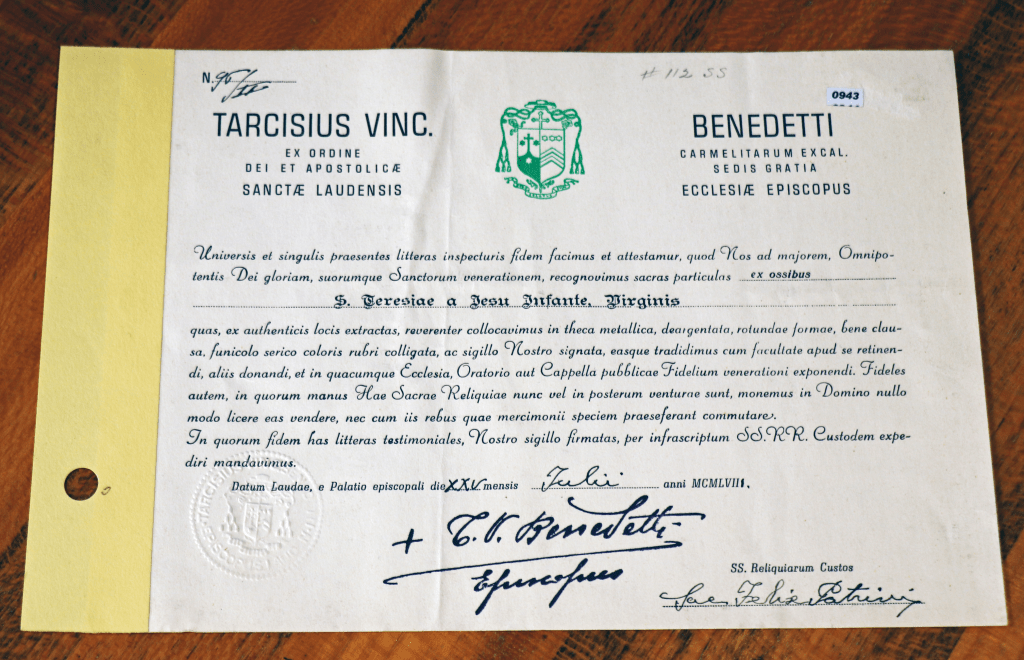 N. 95/III
# 112 SS
0943
TARCISIUS VINC. BENEDETTI
EX ORDINE CARMELITARUM EXCAL.
DEI ET APOSTOLICÆ SEDIS GRATIA
SANCTÆ LAUDENSIS ECCLESIÆ EPISCOPUS
Universis et singulis praesentes litteras inspecturis fidem facimus et attestamur, quod Nos ad majorem, Omnipo-
tentis Dei gloriam, suorumque Sanctorum venerationem, recognovimus sacras particulas ex ossibus
S. Teresiae a Jesu Infante, Virginis
quas, ex authenticis locis extractas, reverenter collocavimus in theca metallica, deargentata, rotundae formae, bene clau-
sa, funicolo serico coloris rubri colligata, ac sigillo Nostro signata, easque tradidimus cum facultate apud se retinen-
di, aliis donandi, et in quacumque Ecclesia, Oratorio aut Cappella pubblicae Fidelium venerationi exponendi. Fideles
autem, in quorum manus Hae Sacrae Reliquiae nunc vel in posterum venturae sunt, monemus in Domino nullo
modo licere eas vendere, nec cum iis rebus quae mercimonii speciem praeseferant commutare.
In quorum fidem has litteras testimoniales, Nostro sigillo firmatas, per infrascriptum SS.RR. Custodem expe-
diri mandavimus.
Datum Laudae, e Palatio episcopali die XXV mensis Julii anni MCMLVIII.
+ T. V. Benedetti
Episcopus
SS. Reliquiarum Custos
Sac Felix Patrini